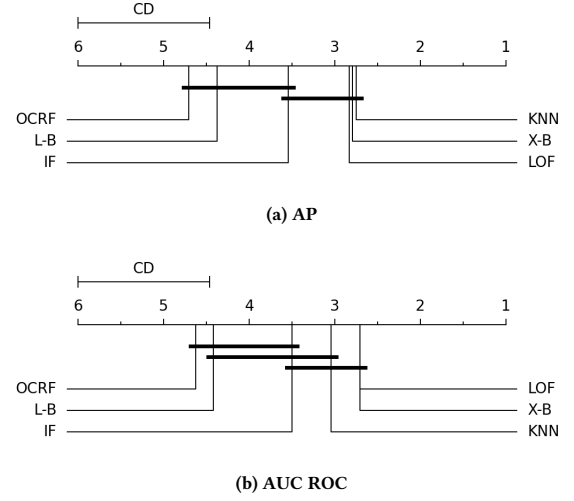 CD
6 5 4 3 2 1
OCRF KNN
L-B X-B
IF LOF
(a) AP
CD
6 5 4 3 2 1
OCRF LOF
L-B X-B
IF KNN
(b) AUC ROC